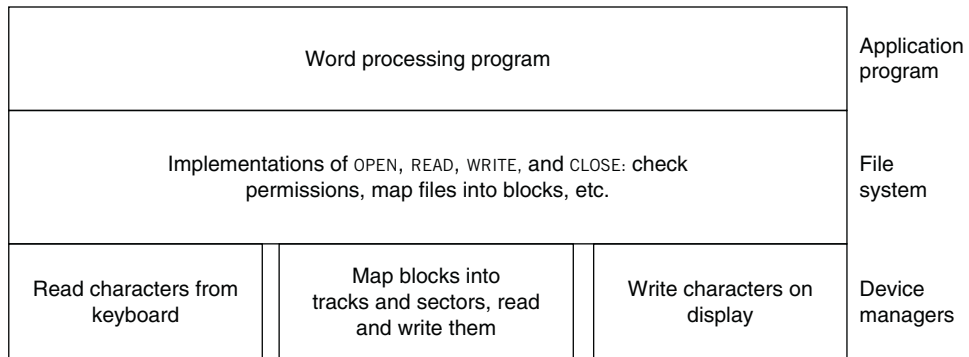 Word processing program
Application
program
Implementations of OPEN, READ, WRITE, and CLOSE: check
permissions, map files into blocks, etc.
File
system
Read characters from
keyboard
Map blocks into
tracks and sectors, read
and write them
Write characters on
display
Device
managers